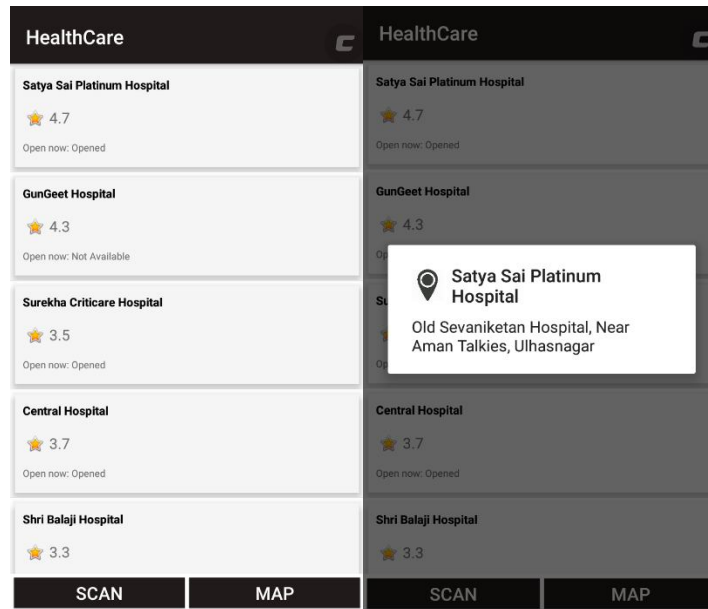 HealthCare
Satya Sai Platinum Hospital
4.7
Open now: Opened
GunGeet Hospital
4.3
Open now: Not Available
Surekha Criticare Hospital
3.5
Open now: Opened
Central Hospital
3.7
Open now: Opened
Shri Balaji Hospital
3.3
SCAN MAP
HealthCare
Satya Sai Platinum Hospital
4.7
Open now: Opened
GunGeet Hospital
4.3
Op
Satya Sai Platinum
Hospital
Old Sevaniketan Hospital, Near
Aman Talkies, Ulhasnagar
Su
Op
Central Hospital
3.7
Open now: Opened
Shri Balaji Hospital
3.3
SCAN MAP